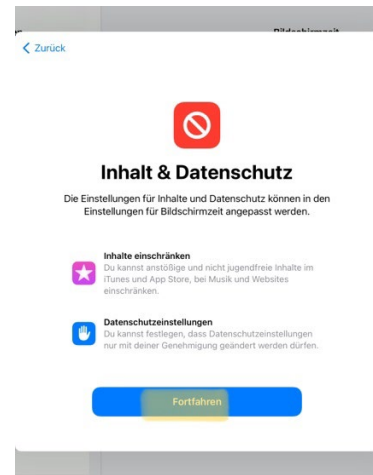 Zurück
Inhalt & Datenschutz
Die Einstellungen für Inhalte und Datenschutz können in den
Einstellungen für Bildschirmzeit angepasst werden.
Inhalte einschränken
Du kannst anstößige und nicht jugendfreie Inhalte im
iTunes und App Store, bei Musik und Websites
einschränken.
Datenschutzeinstellungen
Du kannst festlegen, dass Datenschutzeinstellungen
nur mit deiner Genehmigung geändert werden dürfen.
Fortfahren